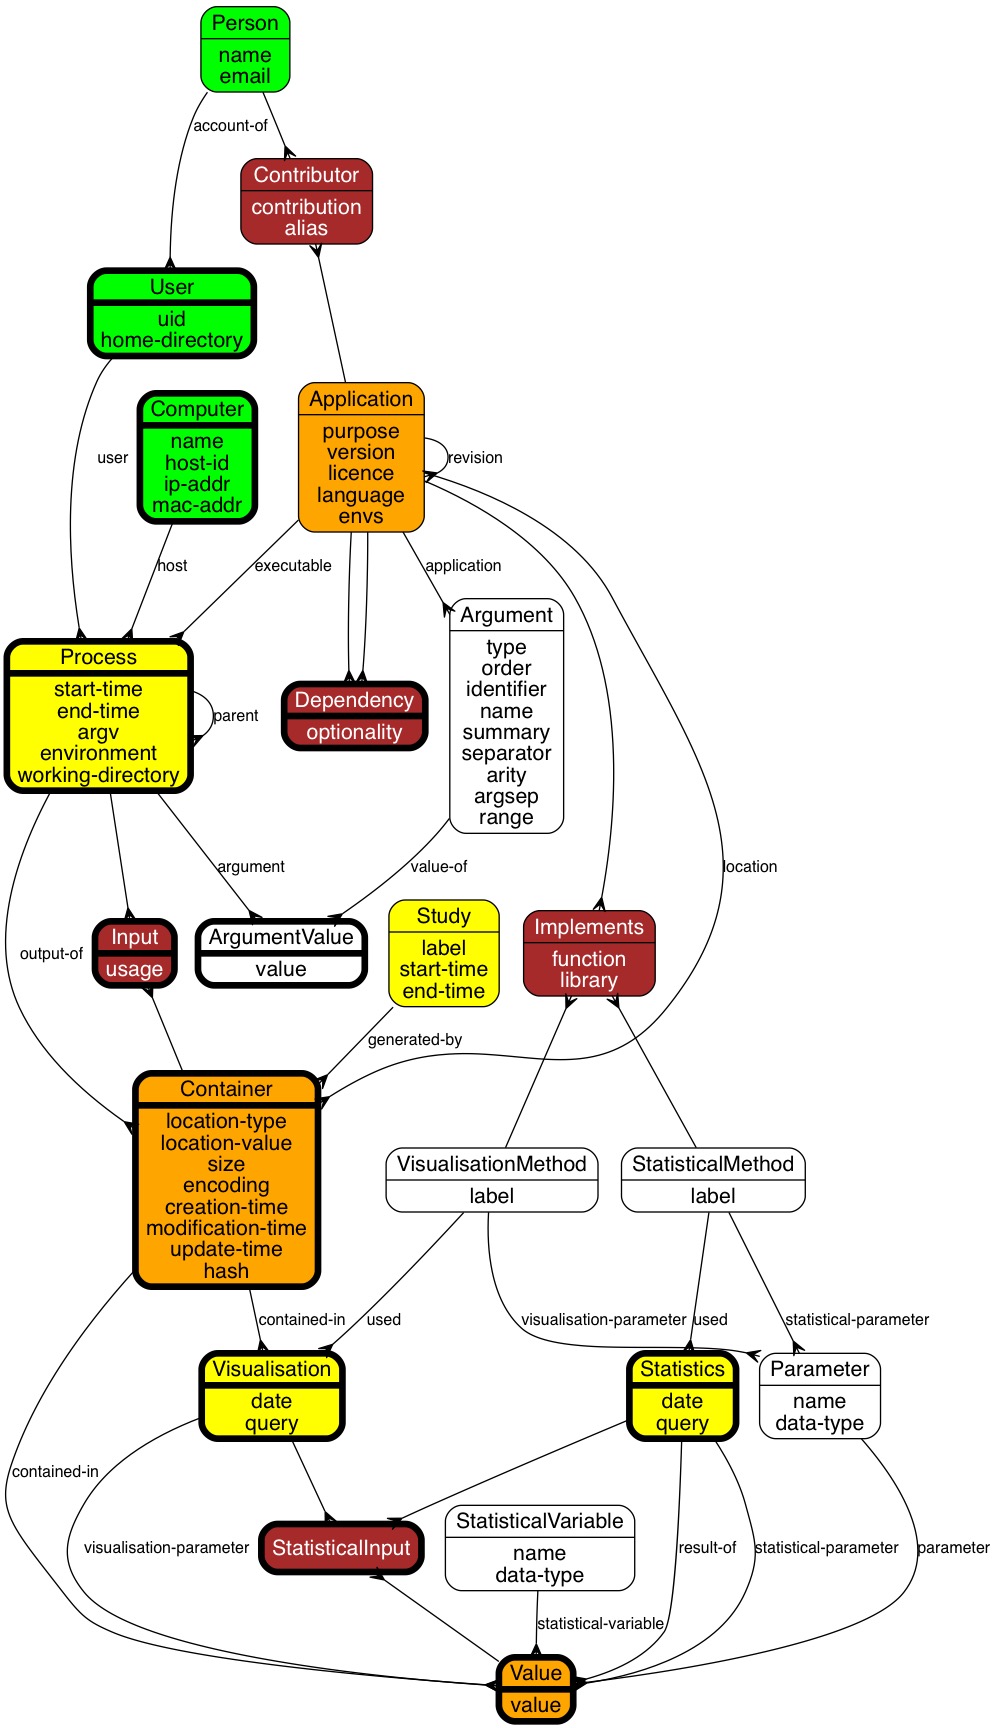 Person
name
email
account-of
Contributor
contribution
alias
User
uid
home-directory
Computer
name
host-id
ip-addr
mac-addr
user
Application
purpose
version
licence
language
envs
revision
host
executable
application
Argument
type
order
identifier
name
summary
separator
arity
argsep
range
Process
start-time
end-time
argv
environment
working-directory
parent
Dependency
optionality
argument
value-of
location
output-of
Input
usage
ArgumentValue
value
Study
label
start-time
end-time
Implements
function
library
generated-by
Container
location-type
location-value
size
encoding
creation-time
modification-time
update-time
hash
VisualisationMethod
label
StatisticalMethod
label
contained-in
used
visualisation-parameter
used
statistical-parameter
Visualisation
date
query
Statistics
date
query
Parameter
name
data-type
contained-in
visualisation-parameter
StatisticalInput
StatisticalVariable
name
data-type
result-of
statistical-parameter
parameter
statistical-variable
Value
value